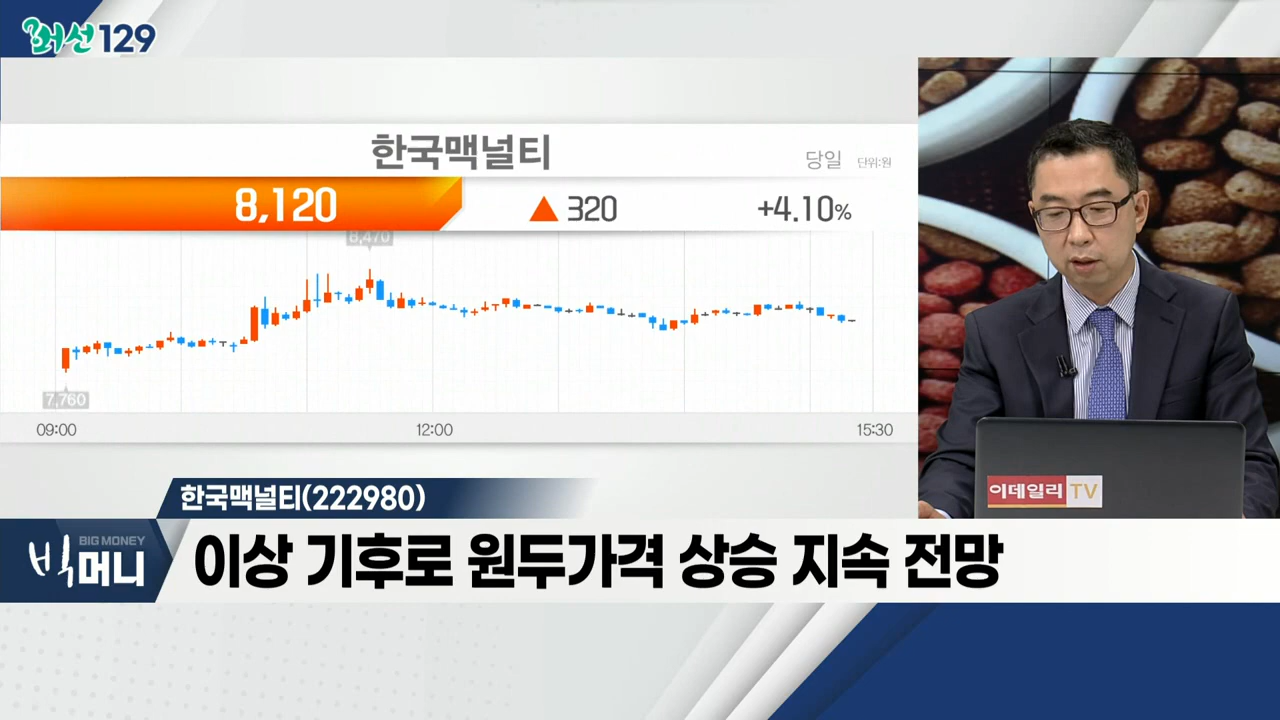 머선129
한국맥널티
당일 단위:원
8,120 ▲ 320 +4.10%
8,470
7,760
09:00 12:00 15:30
이데일리TV
한국맥널티(222980)
BIG MONEY
빅머니
이상 기후로 원두가격 상승 지속 전망